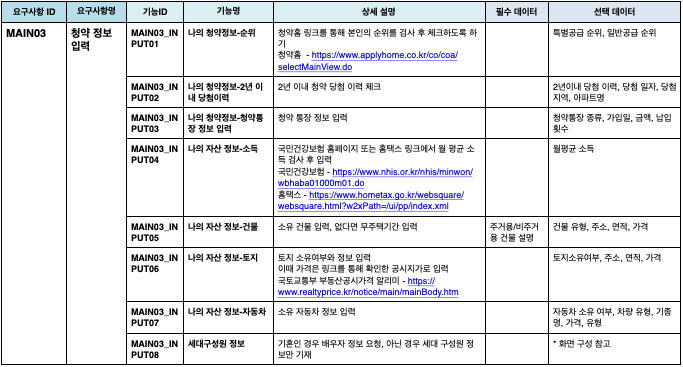 요구사항 ID 요구사항명 기능ID 기능명 상세 설명 필수 데이터 선택 데이터
MAIN03 청약 정보 입력
MAIN03_IN
PUT01
나의 청약정보-순위
청약홈 링크를 통해 본인의 순위를 검사 후 체크하도록 하
기
청약홈 - https://www.applyhome.co.kr/co/coa/
selectMainView.do
특별공급 순위, 일반공급 순위
MAIN03_IN
PUT02
나의 청약정보-2년 이
내 당첨이력
2년 이내 청약 당첨 이력 체크
2년이내 당첨 이력, 당첨 일자, 당첨
지역, 아파트명
MAIN03_IN
PUT03
나의 청약정보-청약통
장 정보 입력
청약 통장 정보 입력
청약통장 종류, 가입일, 금액, 납입
횟수
MAIN03_IN
PUT04
나의 자산 정보-소득
국민건강보험 홈페이지 또는 홈택스 링크에서 월 평균 소
득 검사 후 입력
국민건강보험 - https://www.nhis.or.kr/nhis/minwon/
wbhaba01000m01.do
홈택스 - https://www.hometax.go.kr/websquare/
websquare.html?w2xPath=/ui/pp/index.xml
월평균 소득
MAIN03_IN
PUT05
나의 자산 정보-건물
소유 건물 입력, 없다면 무주택기간 입력
주거용/비주거
용 건물 설명
건물 유형, 주소, 면적, 가격
MAIN03_IN
PUT06
나의 자산 정보-토지
토지 소유여부와 정보 입력
이때 가격은 링크를 통해 확인한 공시지가로 입력
국토교통부 부동산공시가격 알리미 - https://
www.realtyprice.kr/notice/main/mainBody.htm
토지소유여부, 주소, 면적, 가격
MAIN03_IN
PUT07
나의 자산 정보-자동차
소유 자동차 정보 입력
자동차 소유 여부, 차량 유형, 기종
명, 가격, 유형
MAIN03_IN
PUT08
세대구성원 정보
기혼인 경우 배우자 정보 요청, 아닌 경우 세대 구성원 정
보만 기재
* 화면 구성 참고